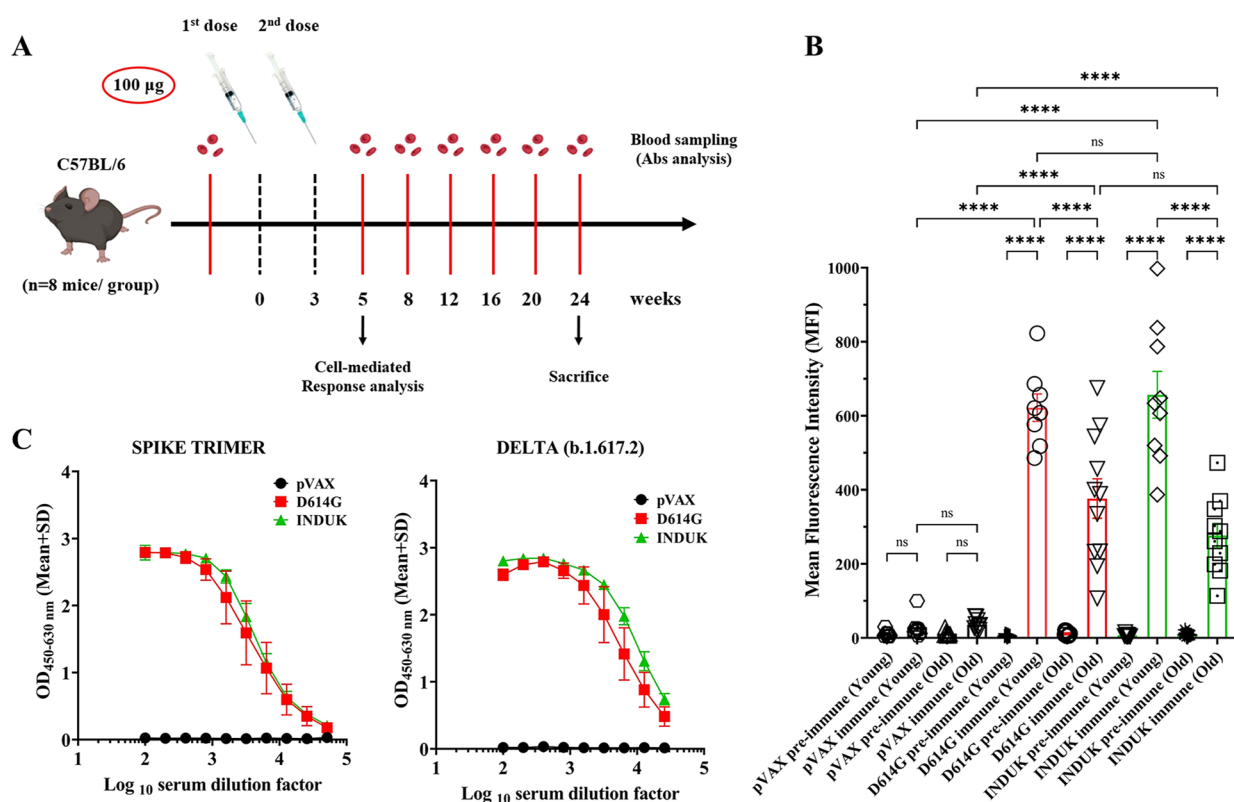 A
1st dose
2nd dose
100 µg
C57BL/6
(n=8 mice/ group)
Blood sampling
(Abs analysis)
0
3
5
8
12
16
20
24
weeks
Cell-mediated
Response analysis
Sacrifice
B
****
****
ns
****
ns
****
****
****
****
****
****
****
ns
ns
ns
Mean Fluorescence Intensity (MFI)
1000
800
600
400
200
0
pVAX pre-immune (Young)
pVAX immune (Young)
pVAX pre-immune (Old)
pVAX immune (Old)
D614G pre-immune (Young)
D614G immune (Young)
D614G pre-immune (Old)
D614G immune (Old)
INDUK pre-immune (Young)
INDUK immune (Young)
INDUK pre-immune (Old)
INDUK immune (Old)
C
SPIKE TRIMER
pVAX
D614G
INDUK
OD450-630 nm (Mean+SD)
4
3
2
1
0
0
1
2
3
4
5
Log 10 serum dilution factor
DELTA (b.1.617.2)
pVAX
D614G
INDUK
OD450-630 nm (Mean+SD)
4
3
2
1
0
0
1
2
3
4
5
Log 10 serum dilution factor